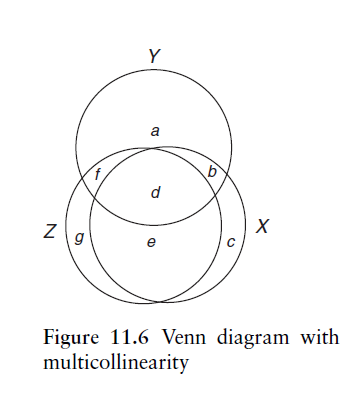 Y
a
f
b
d
Z
g
e
c
X
Figure 11.6 Venn diagram with
multicollinearity